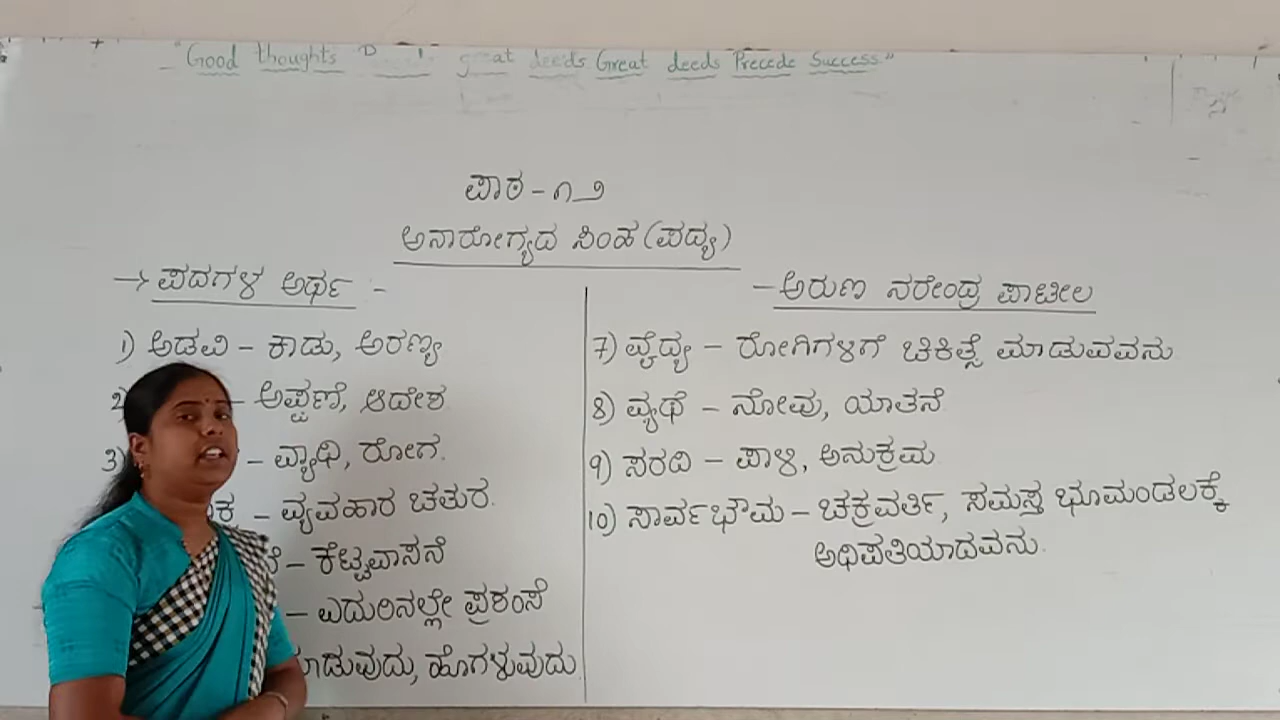 "Good thoughts great deeds Great deeds Precede Success"
ಪಾಠ - ೧೨
ಅನಾರೋಗ್ಯದ ಸಿಂಹ (ಪದ್ಯ)
→ ಪದಗಳ ಅರ್ಥ :-
- ಅರುಣ ನರೇಂದ್ರ ಪಾಟೀಲ
1) ಅಡವಿ - ಕಾಡು, ಅರಣ್ಯ
2) - ಅಪ್ಪಣೆ, ಆದೇಶ
3) - ವ್ಯಾಧಿ, ರೋಗ.
- ವ್ಯವಹಾರ ಚತುರ.
- ಕೆಟ್ಟವಾಸನೆ
- ಎದುರಿನಲ್ಲೇ ಪ್ರಶಂಸೆ
ಮಾಡುವುದು, ಹೊಗಳುವುದು
7) ವೈದ್ಯ - ರೋಗಿಗಳಿಗೆ ಚಿಕಿತ್ಸೆ ಮಾಡುವವನು
8) ವ್ಯಥೆ - ನೋವು, ಯಾತನೆ
9) ಸರದಿ - ಪಾಳಿ, ಅನುಕ್ರಮ
10) ಸಾರ್ವಭೌಮ - ಚಕ್ರವರ್ತಿ, ಸಮಸ್ತ ಭೂಮಂಡಲಕ್ಕೆ
ಅಧಿಪತಿಯಾದವನು.